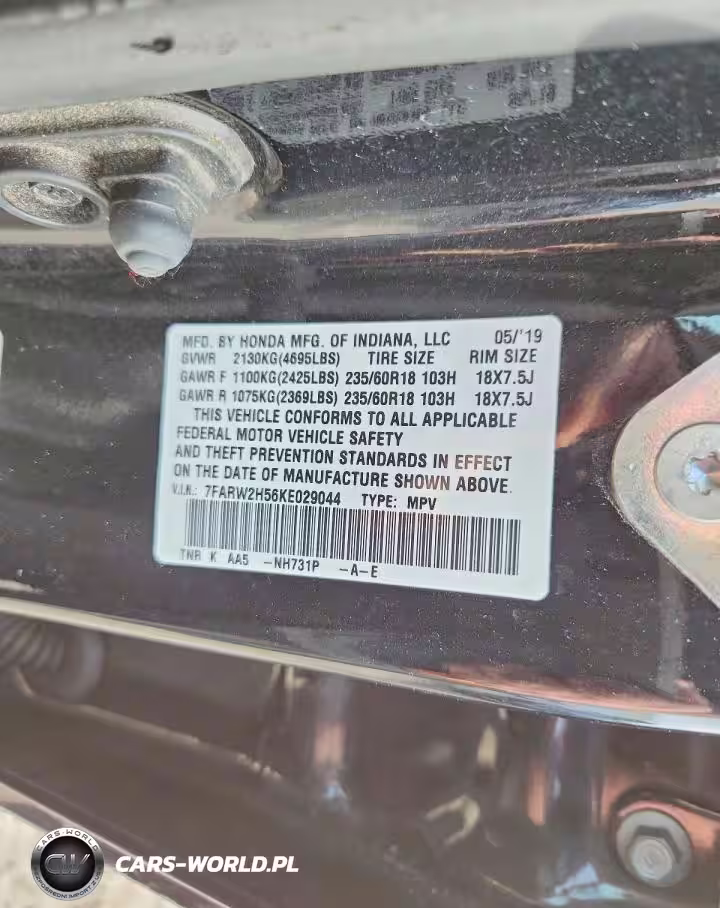 MFD. BY HONDA MFG. OF INDIANA, LLC 05/'19
GVWR 2130KG(4695LBS) TIRE SIZE RIM SIZE
GAWR F 1100KG(2425LBS) 235/60R18 103H 18X7.5J
GAWR R 1075KG(2369LBS) 235/60R18 103H 18X7.5J
THIS VEHICLE CONFORMS TO ALL APPLICABLE
FEDERAL MOTOR VEHICLE SAFETY
AND THEFT PREVENTION STANDARDS IN EFFECT
ON THE DATE OF MANUFACTURE SHOWN ABOVE.
V.I.N.: 7FARW2H56KE029044 TYPE: MPV
TNR K AA5 -NH731P -A-E
CARS-WORLD
CW
CARS-WORLD.PL